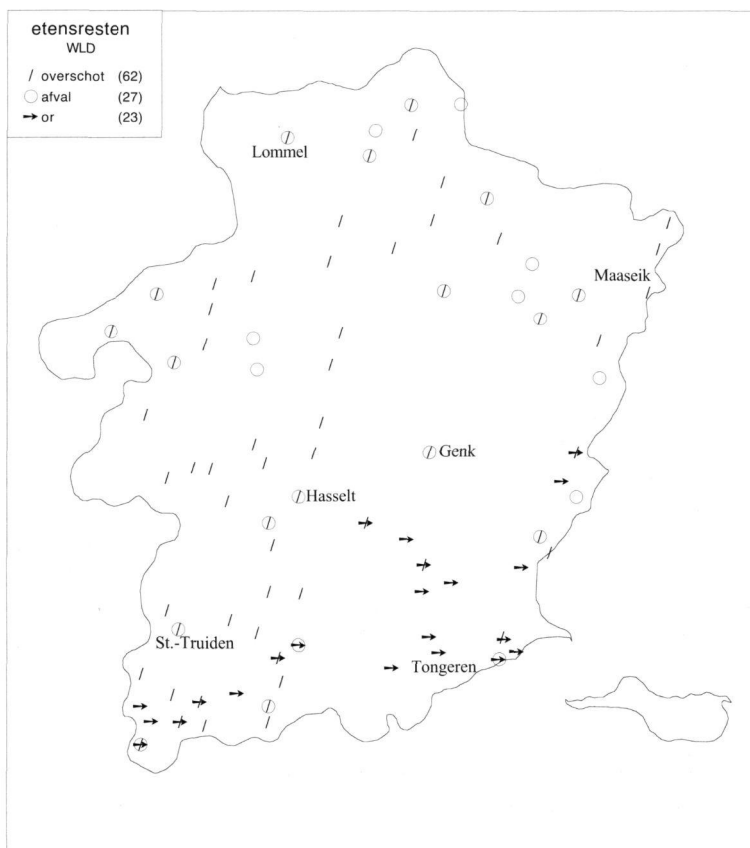 etensresten
WLD
/ overschot (62)
○ afval (27)
➞ or (23)
Lommel
Maaseik
Genk
Hasselt
St.-Truiden
Tongeren